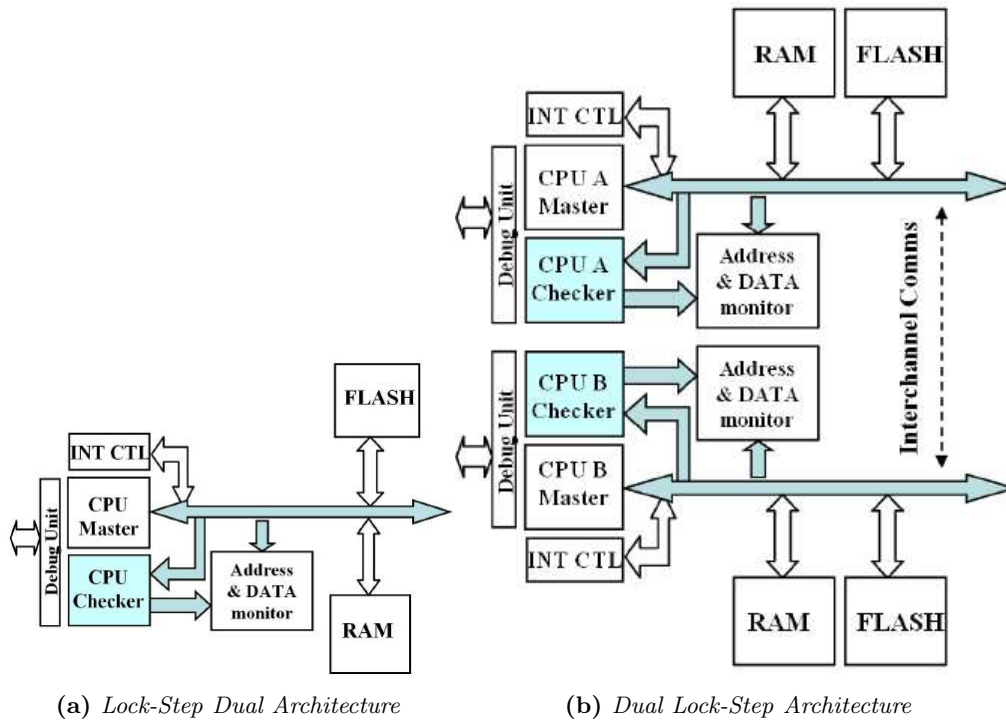 FLASH
INT CTL
Debug Unit
CPU
Master
CPU
Checker
Address
& DATA
monitor
RAM
(a) Lock-Step Dual Architecture
RAM
FLASH
INT CTL
Debug Unit
CPU A
Master
CPU A
Checker
Address
& DATA
monitor
Interchannel Comms
Debug Unit
CPU B
Checker
Address
& DATA
monitor
CPU B
Master
INT CTL
RAM
FLASH
(b) Dual Lock-Step Architecture